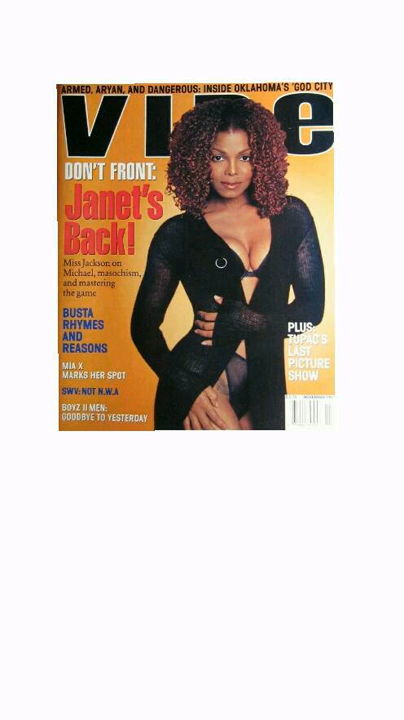 ARMED, ARYAN, AND DANGEROUS: INSIDE OKLAHOMA'S 'GOD CITY
VIBE
DON'T FRONT:
Janet's
Back!
Miss Jackson on
Michael, masochism,
and mastering
the game
BUSTA
RHYMES
AND
REASONS
MIA X
MARKS HER SPOT
SWV: NOT N.W.A
BOYZ II MEN:
GOODBYE TO YESTERDAY
PLUS:
TUPAC'S
LAST
PICTURE
SHOW